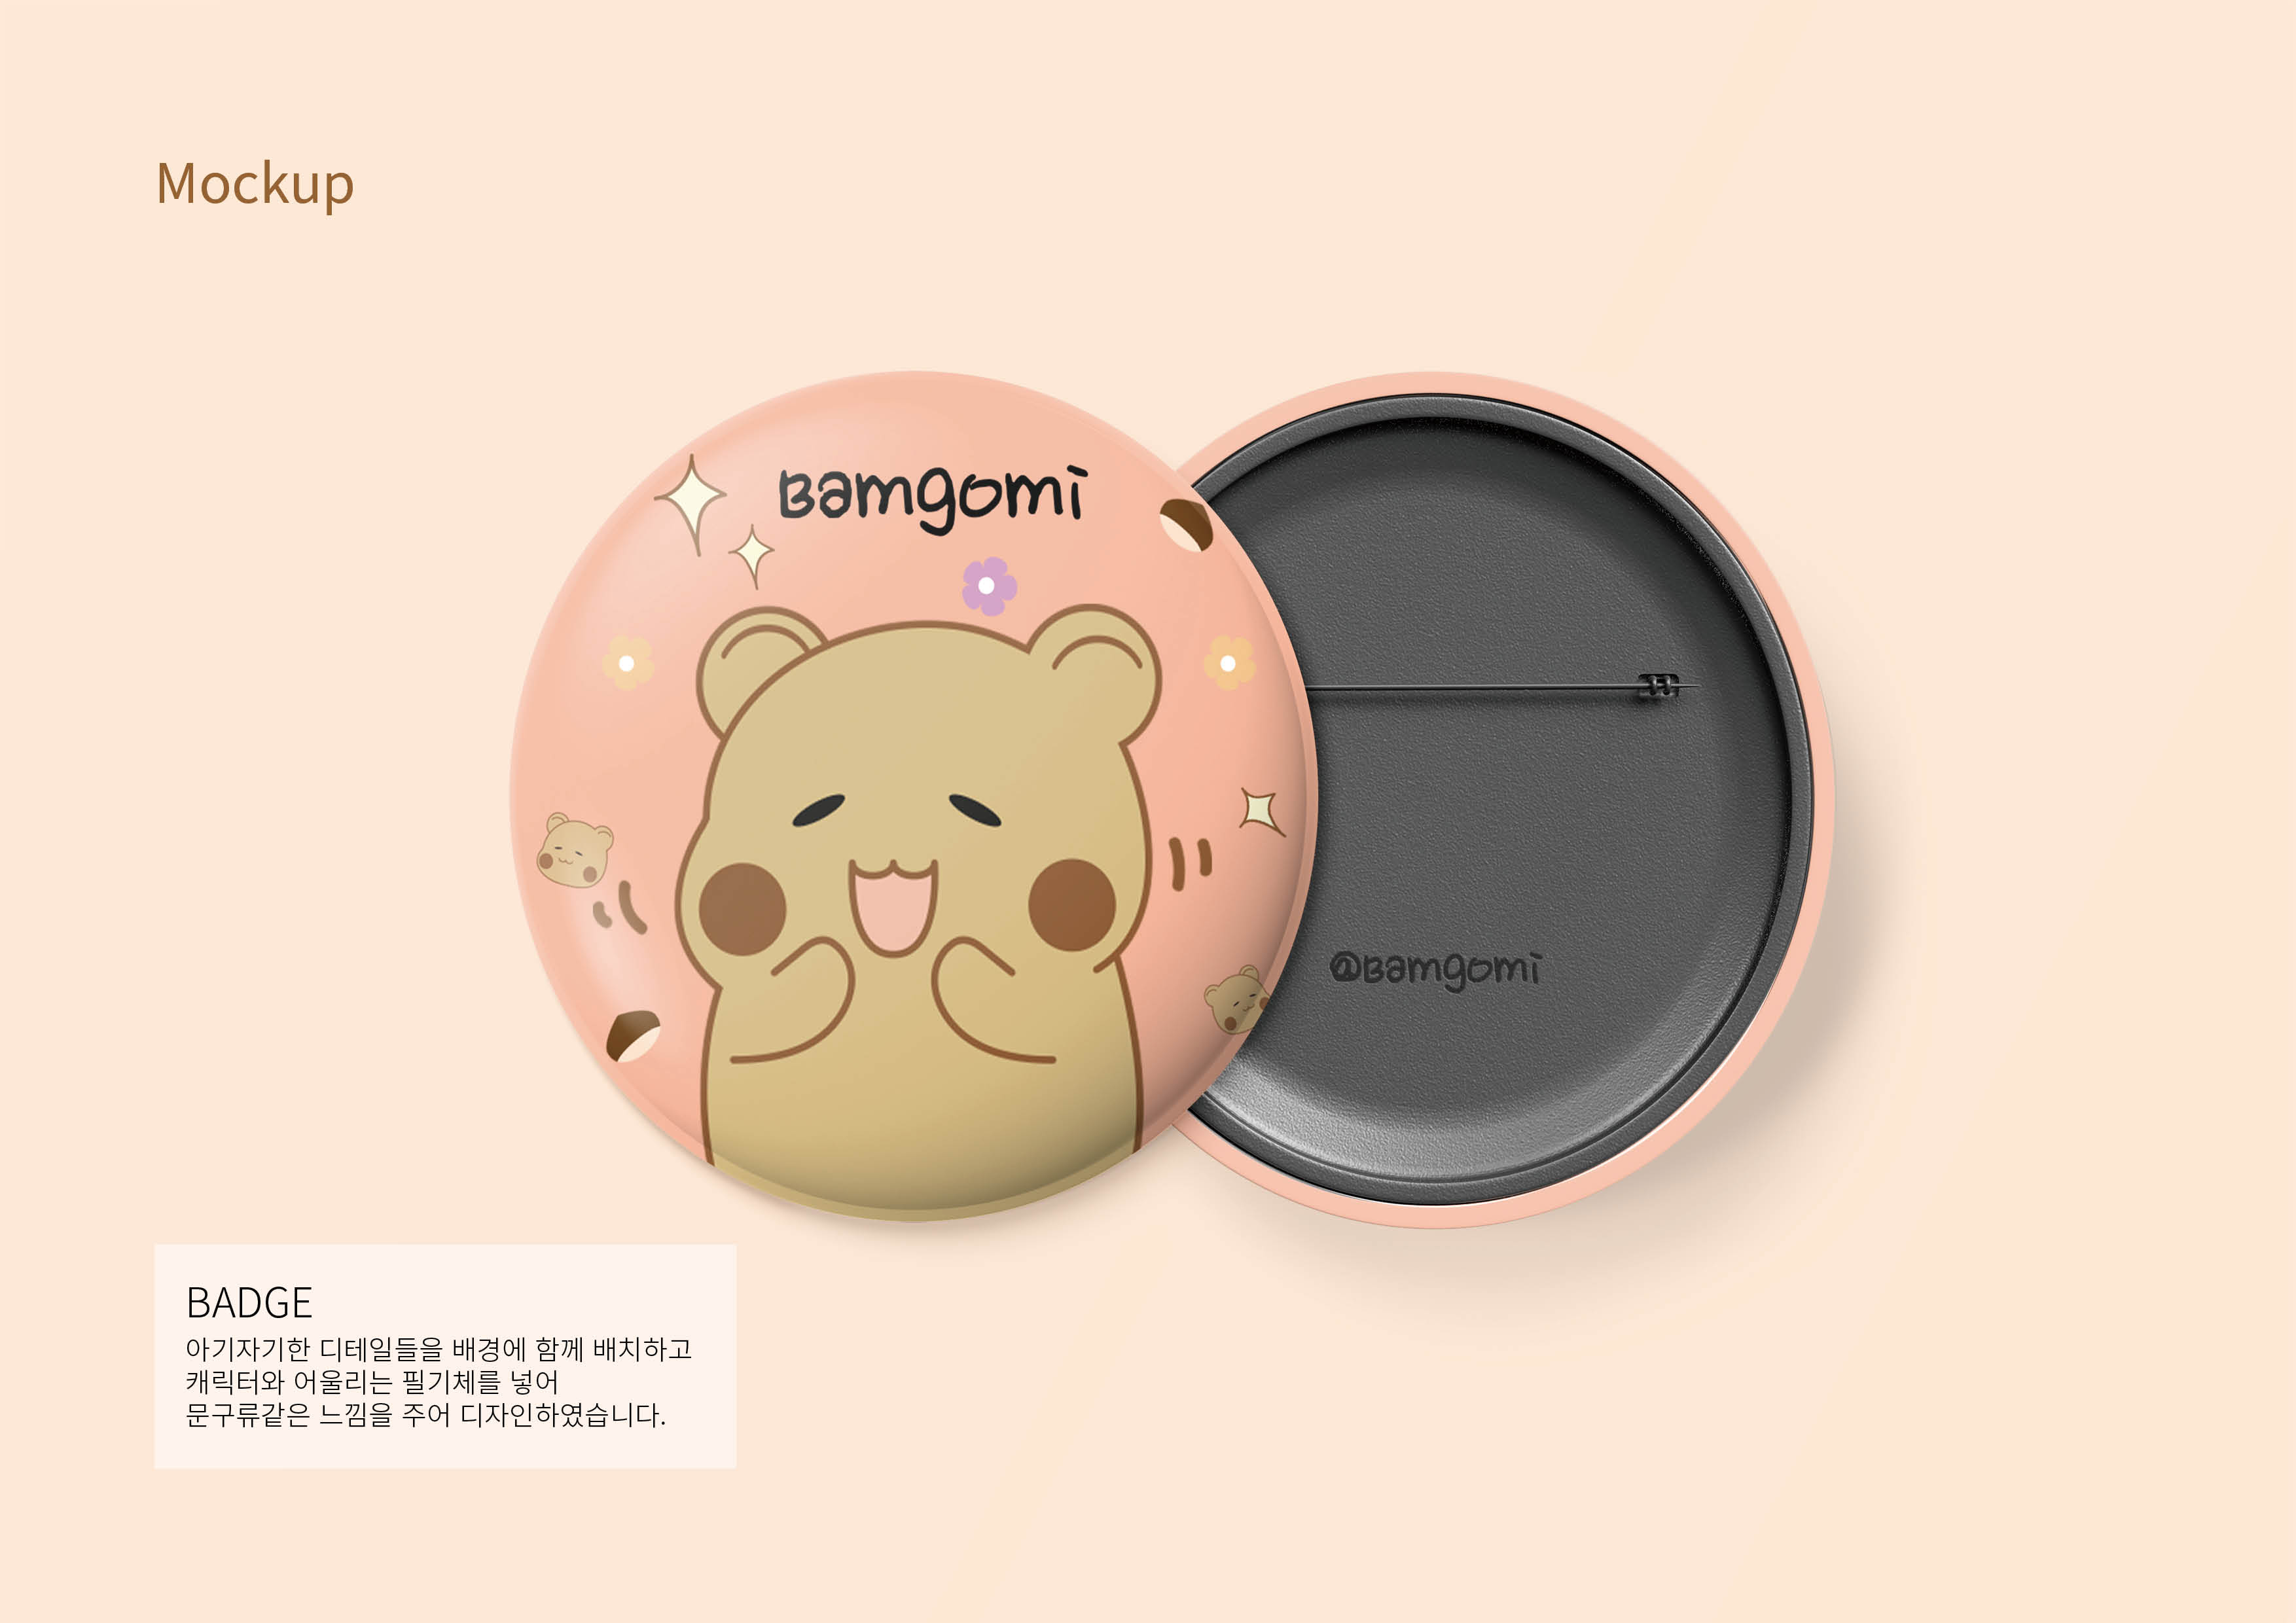 Mockup
Bamgomi
@Bamgomi
BADGE
아기자기한 디테일들을 배경에 함께 배치하고
캐릭터와 어울리는 필기체를 넣어
문구류같은 느낌을 주어 디자인하였습니다.